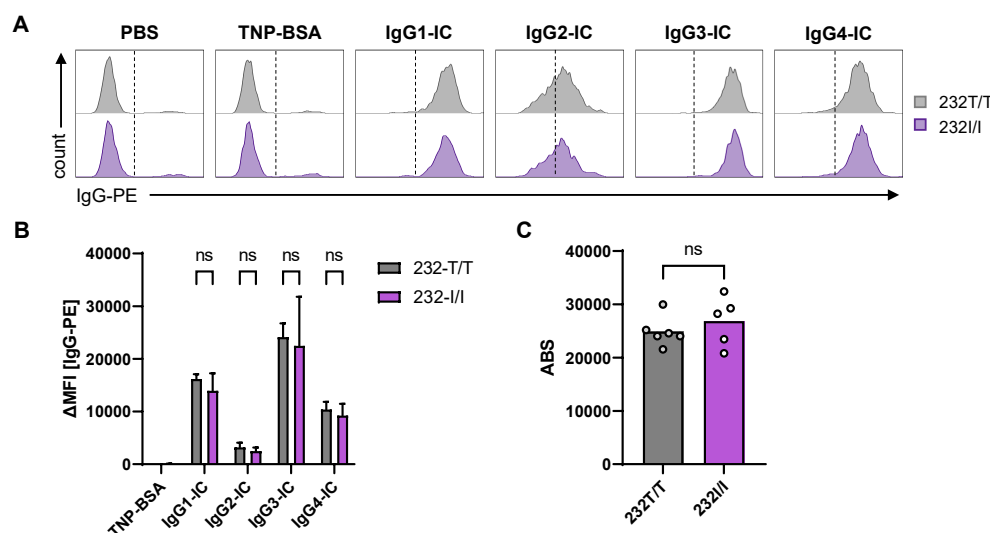 A
PBS TNP-BSA IgG1-IC IgG2-IC IgG3-IC IgG4-IC
count
232T/T
232I/I
IgG-PE
B
ΔMFI [IgG-PE]
40000
30000
20000
10000
0
ns ns ns ns
232-T/T
232-I/I
TNP-BSA IgG1-IC IgG2-IC IgG3-IC IgG4-IC
C
ABS
40000
30000
20000
10000
0
ns
232T/T 232I/I